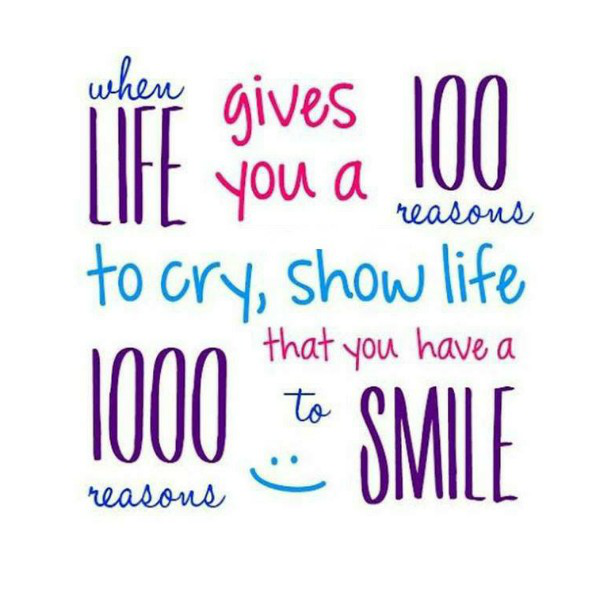 when
LIFE gives
you a 100
reasons
to cry, show life
that you have a
1000
reasons
to SMILE